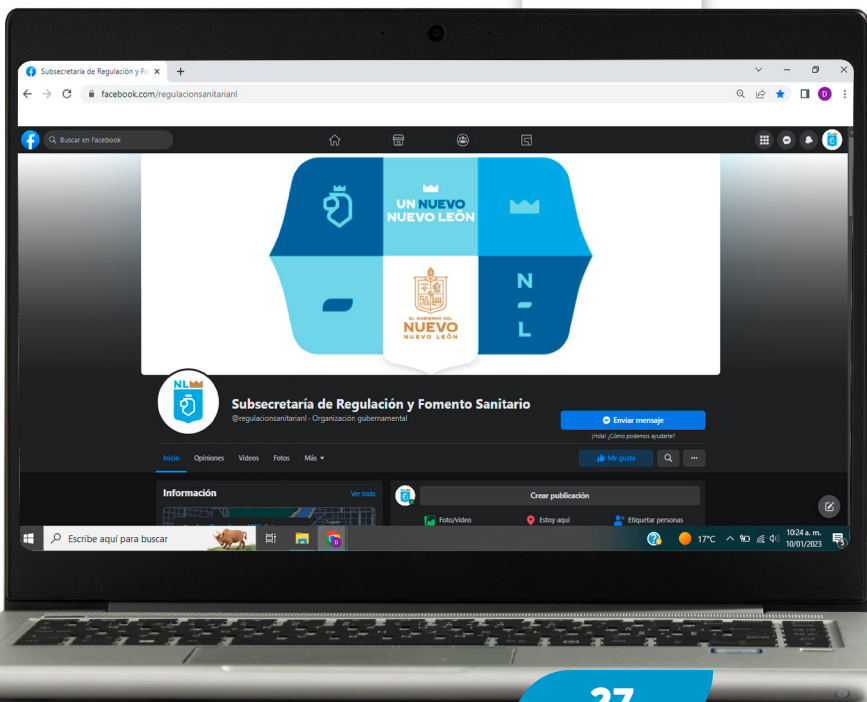 Subsecretaría de Regulación y Fo
facebook.com/regulacionsanitarianl
D
Buscar en Facebook
UN NUEVO
NUEVO LEÓN
EL GOBIERNO DEL
NUEVO
NUEVO LEÓN
N
L
NL
Subsecretaría de Regulación y Fomento Sanitario
@regulacionsanitarianl · Organización gubernamental
Enviar mensaje
¡Hola! ¿Cómo podemos ayudarte?
Inicio Opiniones Videos Fotos Más
Me gusta
Información
Ver todo
Crear publicación
Foto/video Estoy aquí Etiquetar personas
Escribe aquí para buscar
17°C
10:24 a. m.
10/01/2023
5
27